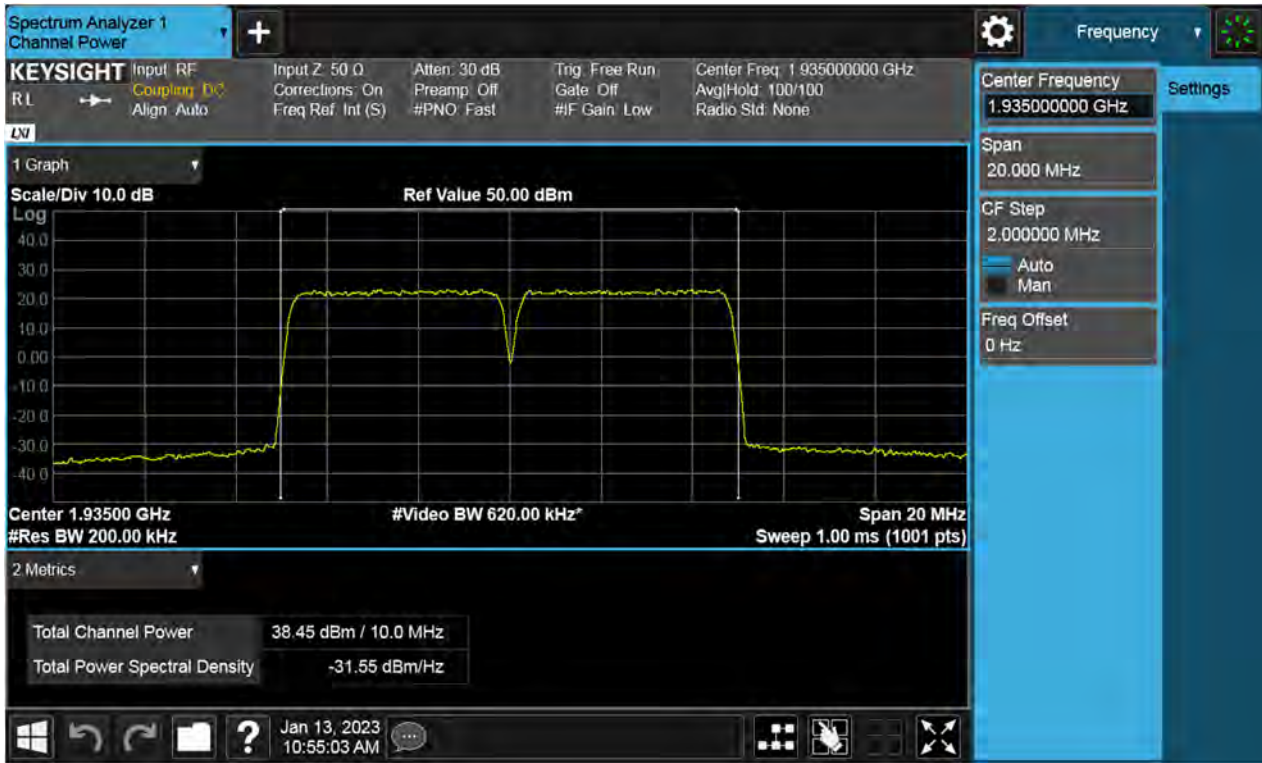 Spectrum Analyzer 1
Channel Power
+
Frequency
KEYSIGHT
RL
LXI
Input: RF
Coupling: DC
Align: Auto
Input Z: 50 Ω
Corrections: On
Freq Ref: Int (S)
Atten: 30 dB
Preamp: Off
#PNO: Fast
Trig: Free Run
Gate: Off
#IF Gain: Low
Center Freq: 1.935000000 GHz
Avg|Hold: 100/100
Radio Std: None
Center Frequency
1.935000000 GHz
Settings
Span
20.000 MHz
CF Step
2.000000 MHz
Auto
Man
Freq Offset
0 Hz
1 Graph
Scale/Div 10.0 dB
Ref Value 50.00 dBm
Log
40.0
30.0
20.0
10.0
0.00
-10.0
-20.0
-30.0
-40.0
Center 1.93500 GHz
#Video BW 620.00 kHz*
Span 20 MHz
#Res BW 200.00 kHz
Sweep 1.00 ms (1001 pts)
2 Metrics
Total Channel Power
38.45 dBm / 10.0 MHz
Total Power Spectral Density
-31.55 dBm/Hz
?
Jan 13, 2023
10:55:03 AM